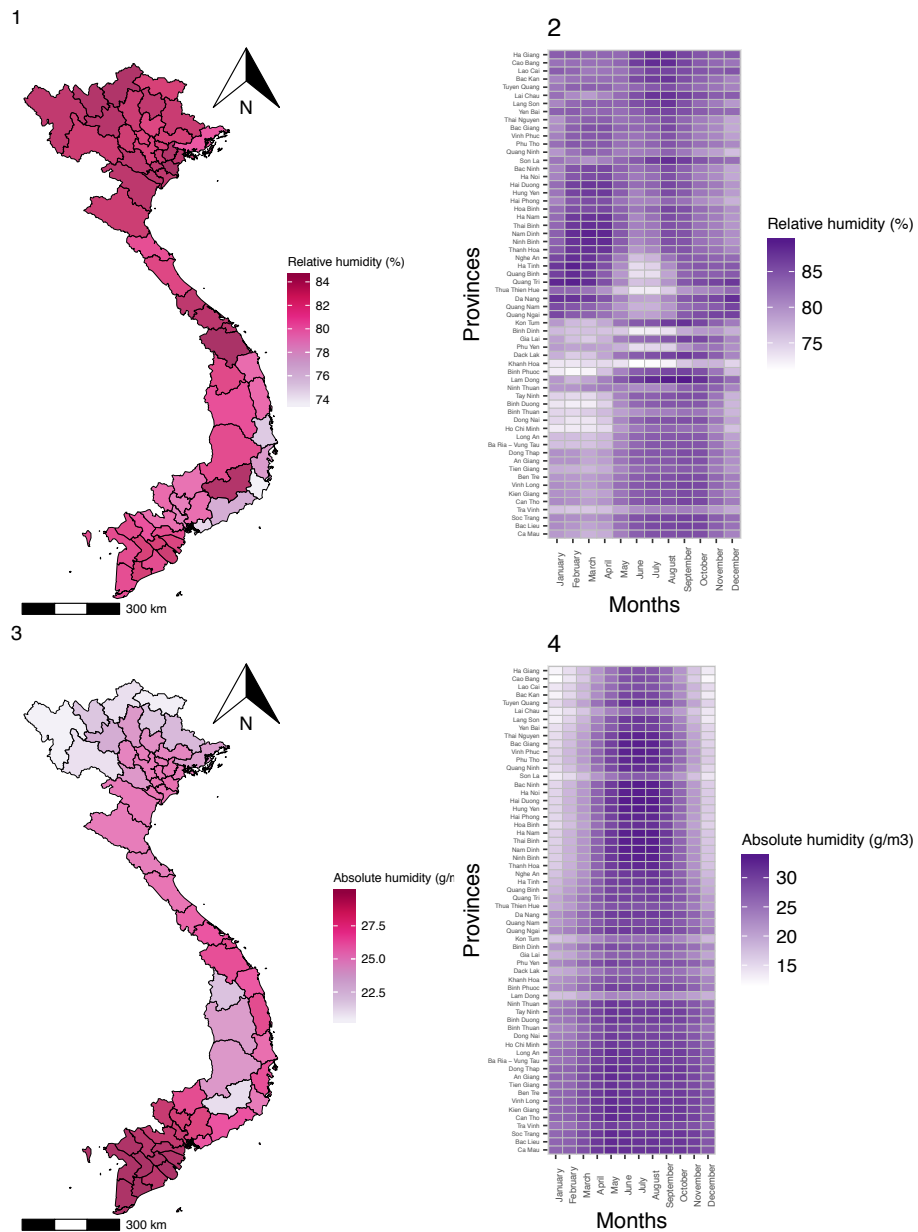 1
N
Relative humidity (%)
84
82
80
78
76
74
300 km
2
Provinces
Ha Giang
Cao Bang
Lao Cai
Bac Kan
Tuyen Quang
Lai Chau
Lang Son
Yen Bai
Thai Nguyen
Bac Giang
Vinh Phuc
Phu Tho
Quang Ninh
Son La
Bac Ninh
Ha Noi
Hai Duong
Hung Yen
Hai Phong
Hoa Binh
Ha Nam
Thai Binh
Nam Dinh
Ninh Binh
Thanh Hoa
Nghe An
Ha Tinh
Quang Binh
Quang Tri
Thua Thien Hue
Da Nang
Quang Nam
Quang Ngai
Kon Tum
Binh Dinh
Gia Lai
Phu Yen
Dack Lak
Khanh Hoa
Binh Phuoc
Lam Dong
Ninh Thuan
Tay Ninh
Binh Duong
Binh Thuan
Dong Nai
Ho Chi Minh
Long An
Ba Ria – Vung Tau
Dong Thap
An Giang
Tien Giang
Ben Tre
Vinh Long
Kien Giang
Can Tho
Tra Vinh
Soc Trang
Bac Lieu
Ca Mau
January
February
March
April
May
June
July
August
September
October
November
December
Months
Relative humidity (%)
85
80
75
3
N
Absolute humidity (g/r
27.5
25.0
22.5
300 km
4
Provinces
Ha Giang
Cao Bang
Lao Cai
Bac Kan
Tuyen Quang
Lai Chau
Lang Son
Yen Bai
Thai Nguyen
Bac Giang
Vinh Phuc
Phu Tho
Quang Ninh
Son La
Bac Ninh
Ha Noi
Hai Duong
Hung Yen
Hai Phong
Hoa Binh
Ha Nam
Thai Binh
Nam Dinh
Ninh Binh
Thanh Hoa
Nghe An
Ha Tinh
Quang Binh
Quang Tri
Thua Thien Hue
Da Nang
Quang Nam
Quang Ngai
Kon Tum
Binh Dinh
Gia Lai
Phu Yen
Dack Lak
Khanh Hoa
Binh Phuoc
Lam Dong
Ninh Thuan
Tay Ninh
Binh Duong
Binh Thuan
Dong Nai
Ho Chi Minh
Long An
Ba Ria – Vung Tau
Dong Thap
An Giang
Tien Giang
Ben Tre
Vinh Long
Kien Giang
Can Tho
Tra Vinh
Soc Trang
Bac Lieu
Ca Mau
January
February
March
April
May
June
July
August
September
October
November
December
Months
Absolute humidity (g/m3)
30
25
20
15